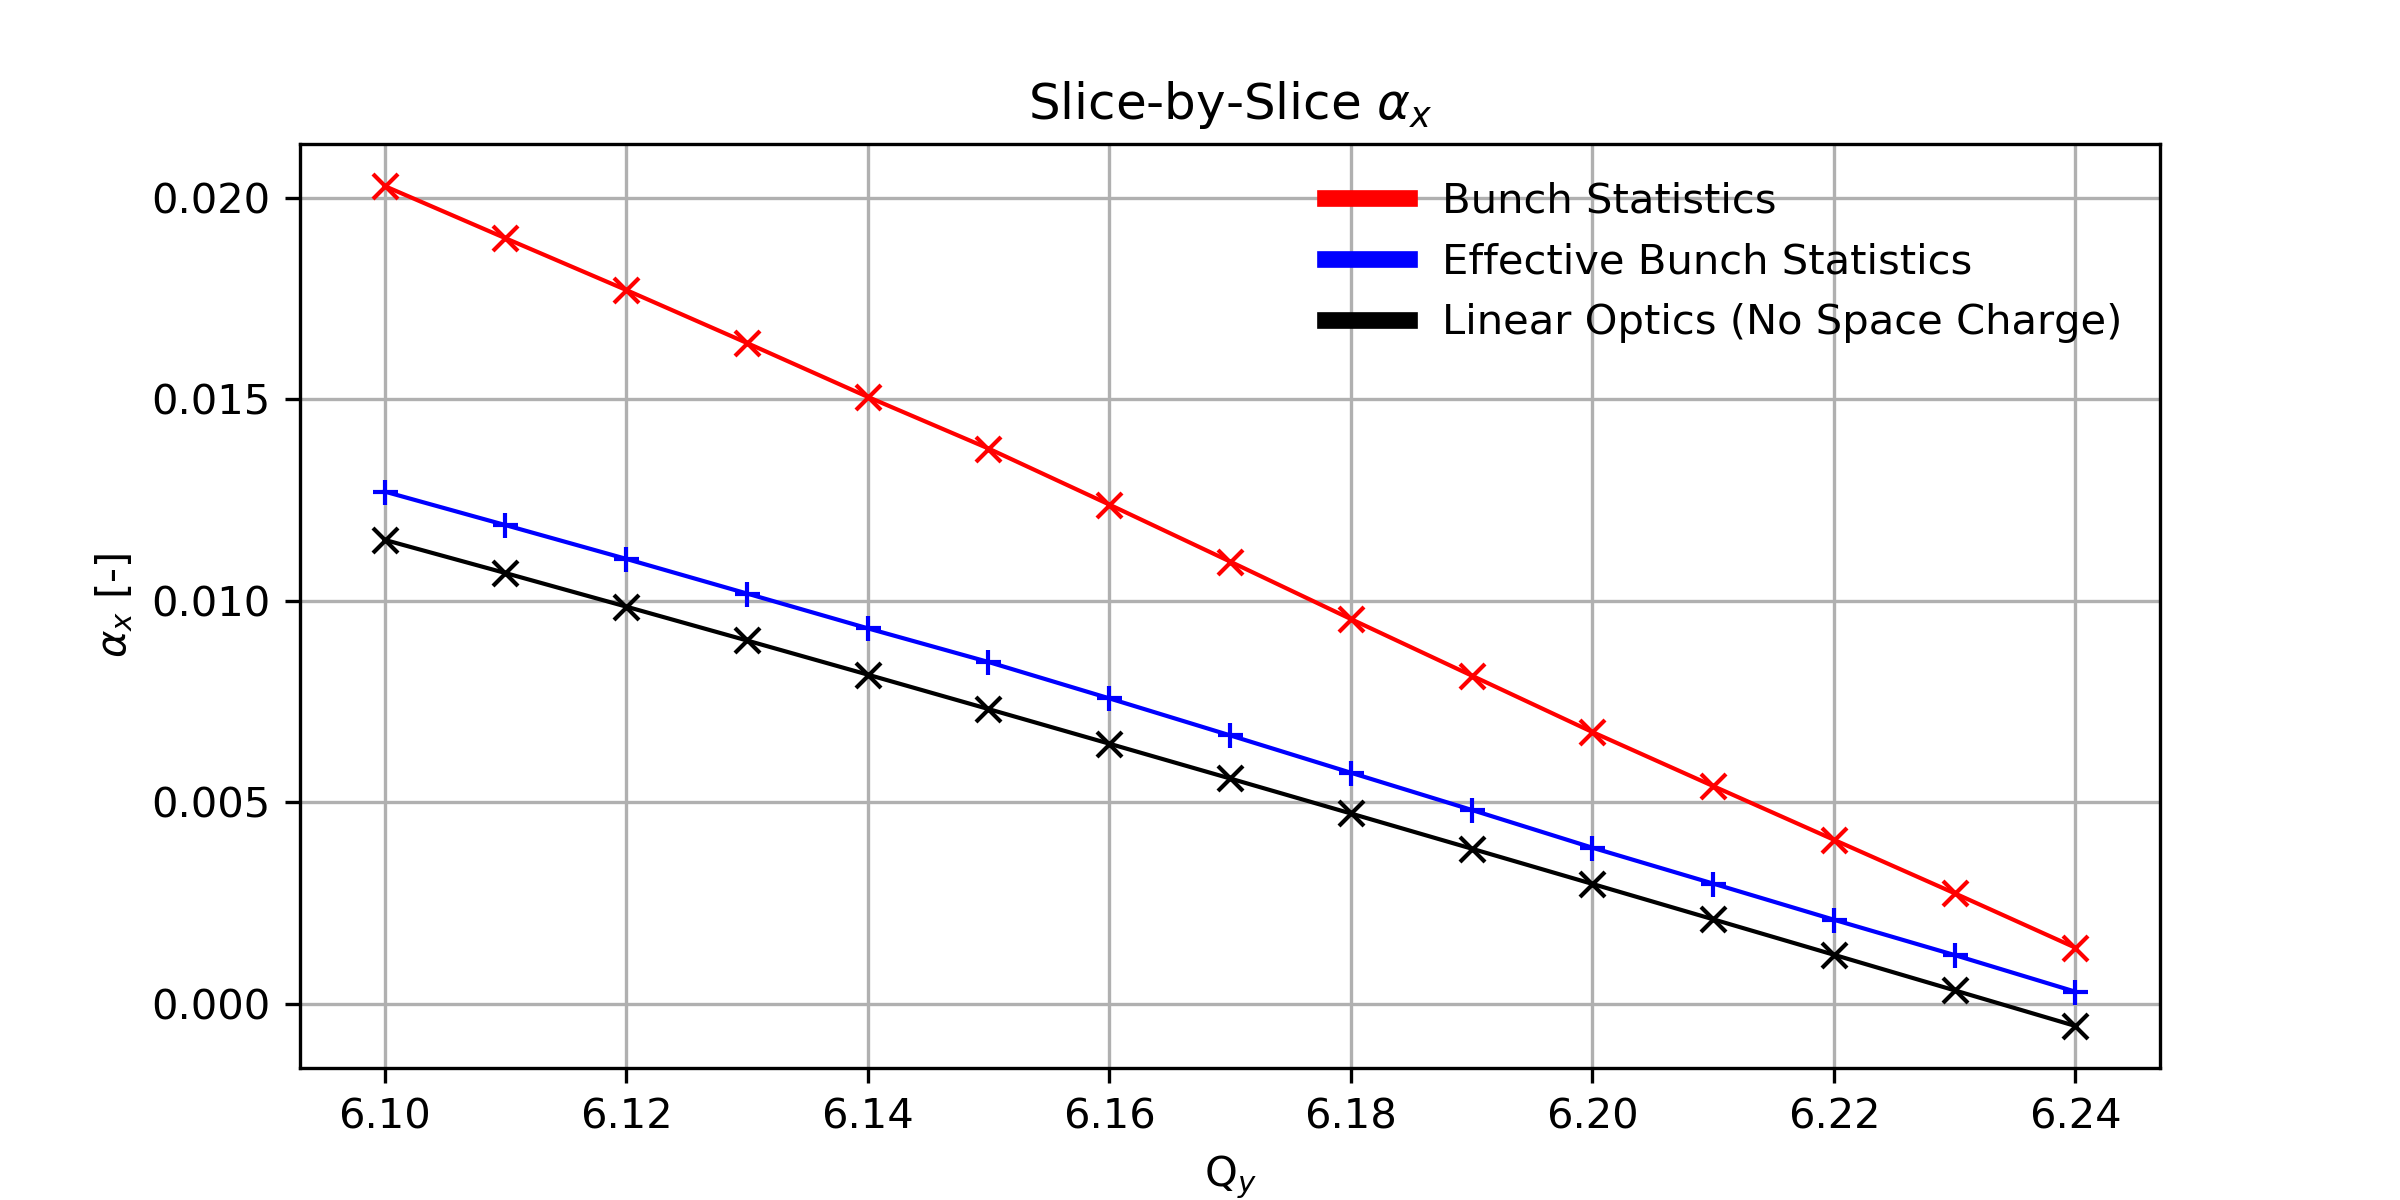 Slice-by-Slice αx
0.020
0.015
0.010
0.005
0.000
αx [-]
Bunch Statistics
Effective Bunch Statistics
Linear Optics (No Space Charge)
6.10 6.12 6.14 6.16 6.18 6.20 6.22 6.24
Qy